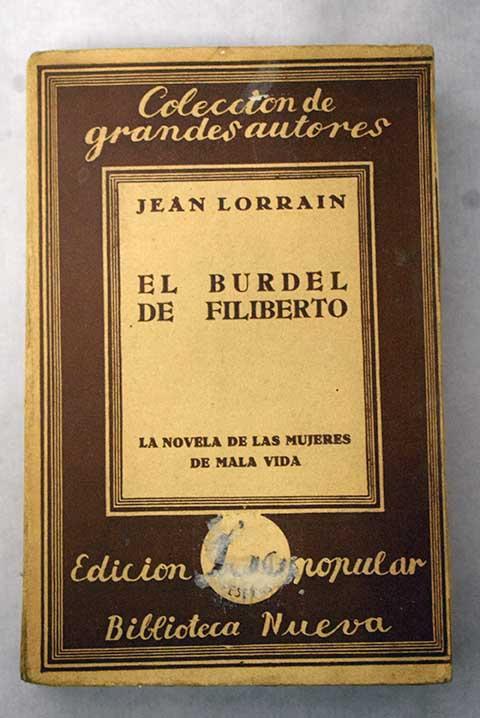 Colección de
grandes autores
JEAN LORRAIN
EL BURDEL
DE FILIBERTO
LA NOVELA DE LAS MUJERES
DE MALA VIDA
Edicion popular
Biblioteca Nueva